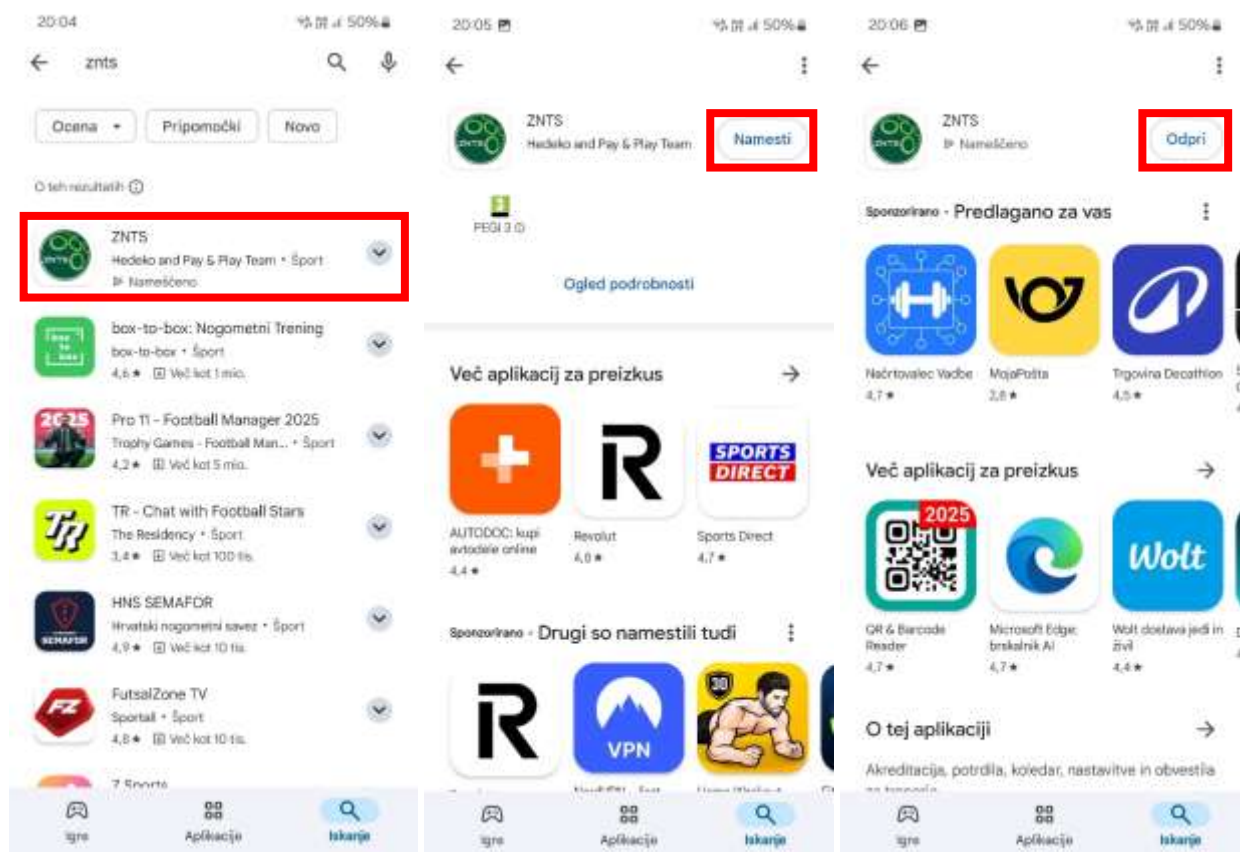 20:04
50%
znts
Ocena
Pripomočki
Novo
O teh rezultatih
ZNTS
Hedeko and Pay & Play Team • Šport
Nameščeno
box-to-box: Nogometni Trening
box-to-box • Šport
4,6 ★ Več kot 1 mio.
2025
Pro 11 - Football Manager 2025
Trophy Games - Football Man... • Šport
4,2 ★ Več kot 5 mio.
TR
TR - Chat with Football Stars
The Residency • Šport
3,4 ★ Več kot 100 tis.
SEMAFOR
HNS SEMAFOR
Hrvatski nogometni savez • Šport
4,9 ★ Več kot 10 tis.
FZ
FutsalZone TV
Sportall • Šport
4,8 ★ Več kot 10 tis.
Igre
Aplikacije
Iskanje
20:05
50%
ZNTS
Hedeko and Pay & Play Team
Namesti
PEGI 3
Ogled podrobnosti
Več aplikacij za preizkus
SPORTS
DIRECT
AUTODOC: kupi
avtodele online
4,4 ★
Revolut
Sports Direct
4,7 ★
Sponzorirano • Drugi so namestili tudi
VPN
30
Igre
Aplikacije
Iskanje
20:06
50%
ZNTS
Nameščeno
Odpri
Sponzorirano • Predlagano za vas
Načrtovalec Vadbe
4,7 ★
MojaPošta
2,8 ★
Trgovina Decathlon
4,5 ★
Več aplikacij za preizkus
2025
Wolt
QR & Barcode
Reader
4,7 ★
Microsoft Edge:
brskalnik AI
4,7 ★
Wolt dostava jedi in
živil
4,4 ★
O tej aplikaciji
Akreditacija, potrdila, koledar, nastavitve in obvestila
Igre
Aplikacije
Iskanje